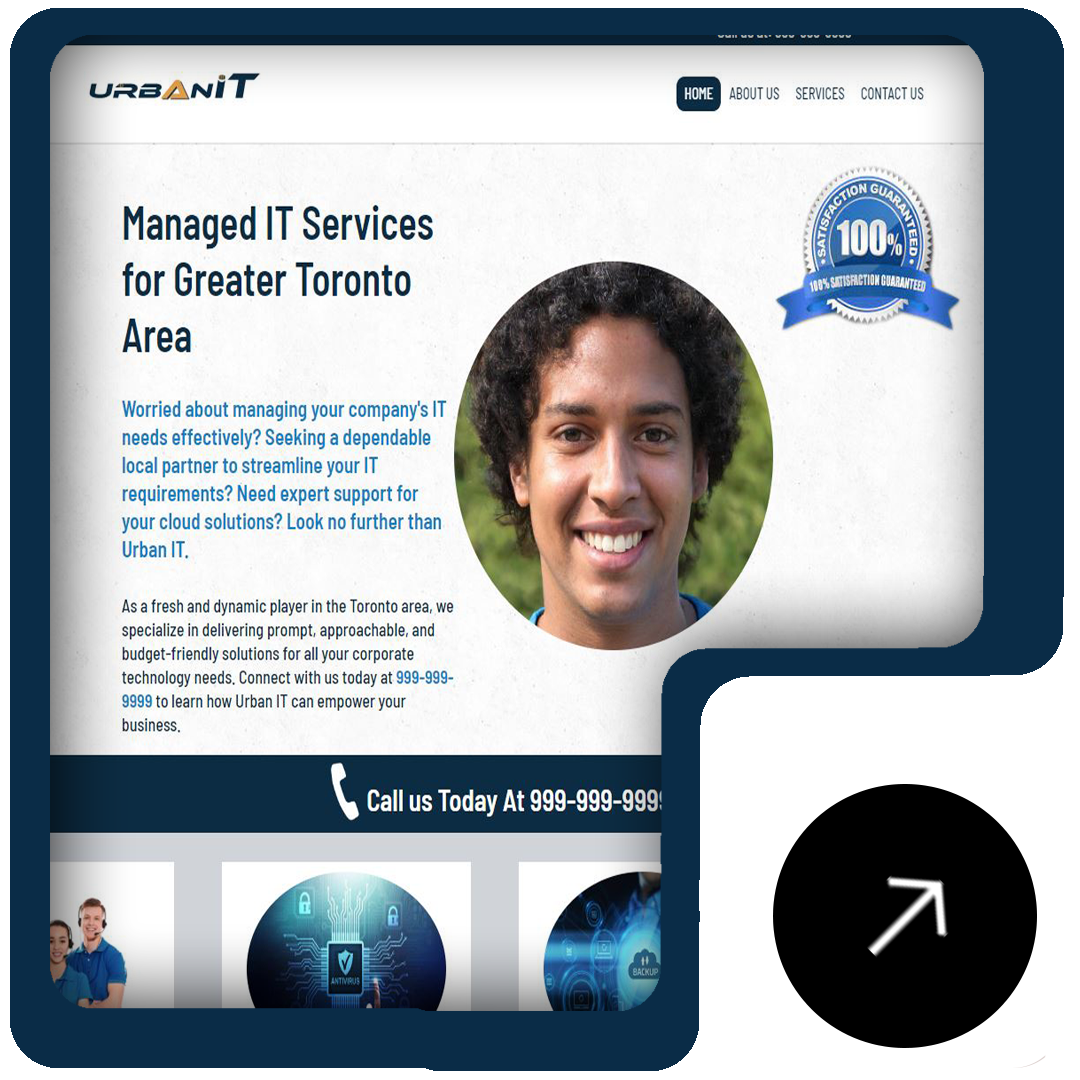 URBANIT
HOME ABOUT US SERVICES CONTACT US
SATISFACTION GUARANTEED
100%
100% SATISFACTION GUARANTEED
Managed IT Services
for Greater Toronto
Area
Worried about managing your company's IT
needs effectively? Seeking a dependable
local partner to streamline your IT
requirements? Need expert support for
your cloud solutions? Look no further than
Urban IT.
As a fresh and dynamic player in the Toronto area, we
specialize in delivering prompt, approachable, and
budget-friendly solutions for all your corporate
technology needs. Connect with us today at 999-999-
9999 to learn how Urban IT can empower your
business.
Call us Today At 999-999-9999
ANTIVIRUS
BACKUP